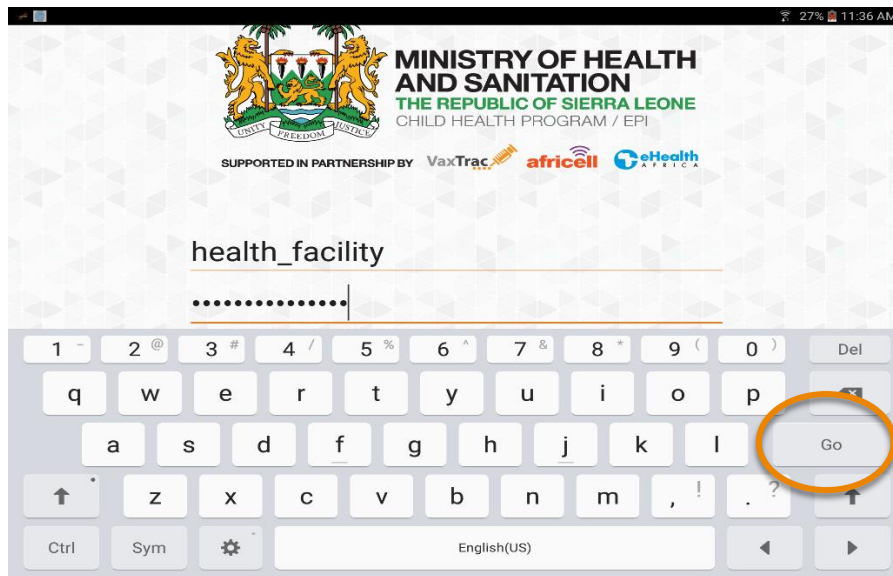 27% 11:36 AM
MINISTRY OF HEALTH
AND SANITATION
THE REPUBLIC OF SIERRA LEONE
CHILD HEALTH PROGRAM / EPI
UNITY FREEDOM JUSTICE
SUPPORTED IN PARTNERSHIP BY VaxTrac africell eHealth
AFRICA
health_facility
•••••••••••••••
1 - 2 @ 3 # 4 / 5 % 6 ^ 7 & 8 * 9 ( 0 ) Del
q w e r t y u i o p
a s d f g h j k l Go
z x c v b n m , ! . ?
Ctrl Sym English(US)